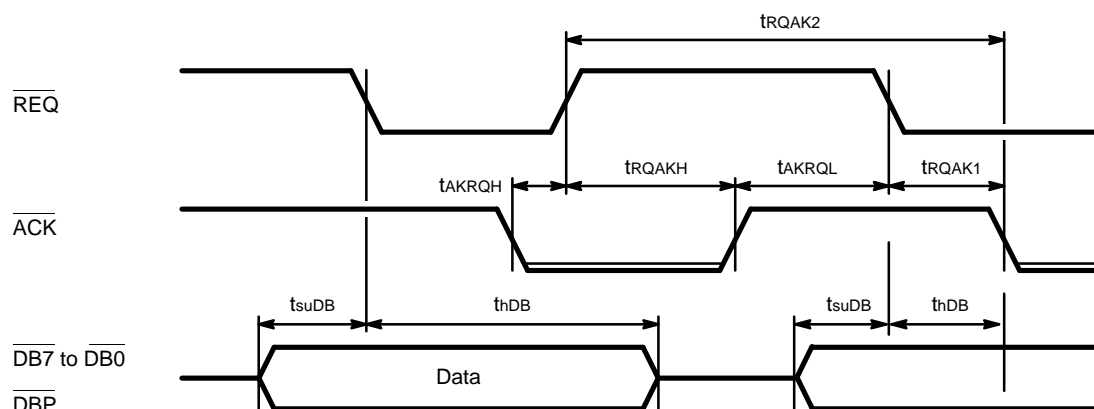 tRQAK2
REQ
tAKRQH tRQAKH tAKRQL tRQAK1
ACK
tsuDB thDB tsuDB thDB
DB7 to DB0
Data
DBP